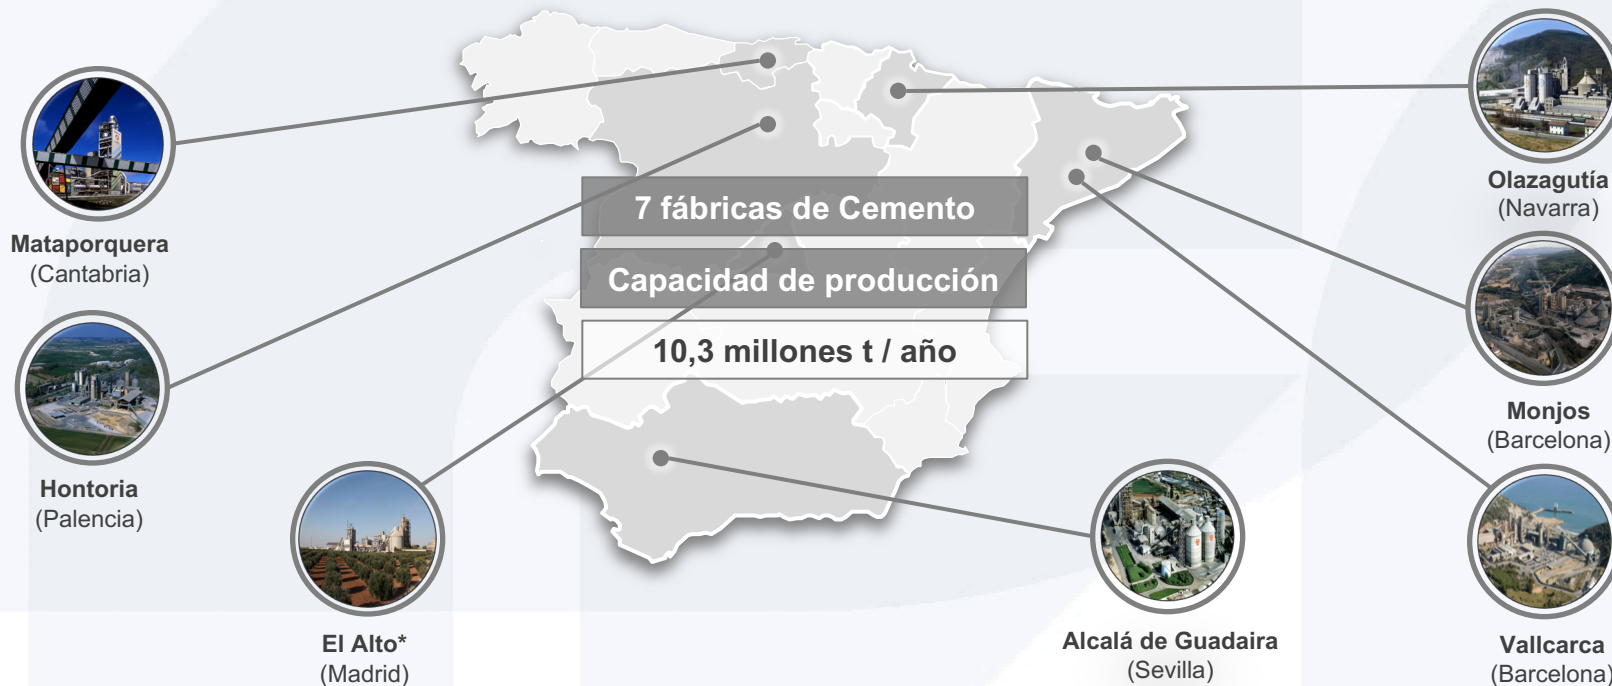 7 fábricas de Cemento
Capacidad de producción
10,3 millones t / año
Mataporquera
(Cantabria)
Hontoria
(Palencia)
El Alto*
(Madrid)
Alcalá de Guadaira
(Sevilla)
Olazagutía
(Navarra)
Monjos
(Barcelona)
Vallcarca
(Barcelona)